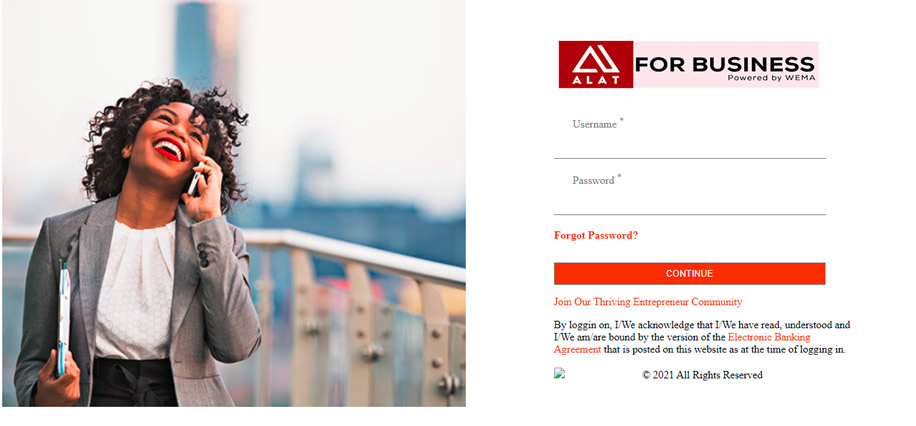 ALAT
FOR BUSINESS
Powered by WEMA
Username *
Password *
Forgot Password?
CONTINUE
Join Our Thriving Entrepreneur Community
By loggin on, I/We acknowledge that I/We have read, understood and
I/We am/are bound by the version of the Electronic Banking
Agreement that is posted on this website as at the time of logging in.
© 2021 All Rights Reserved